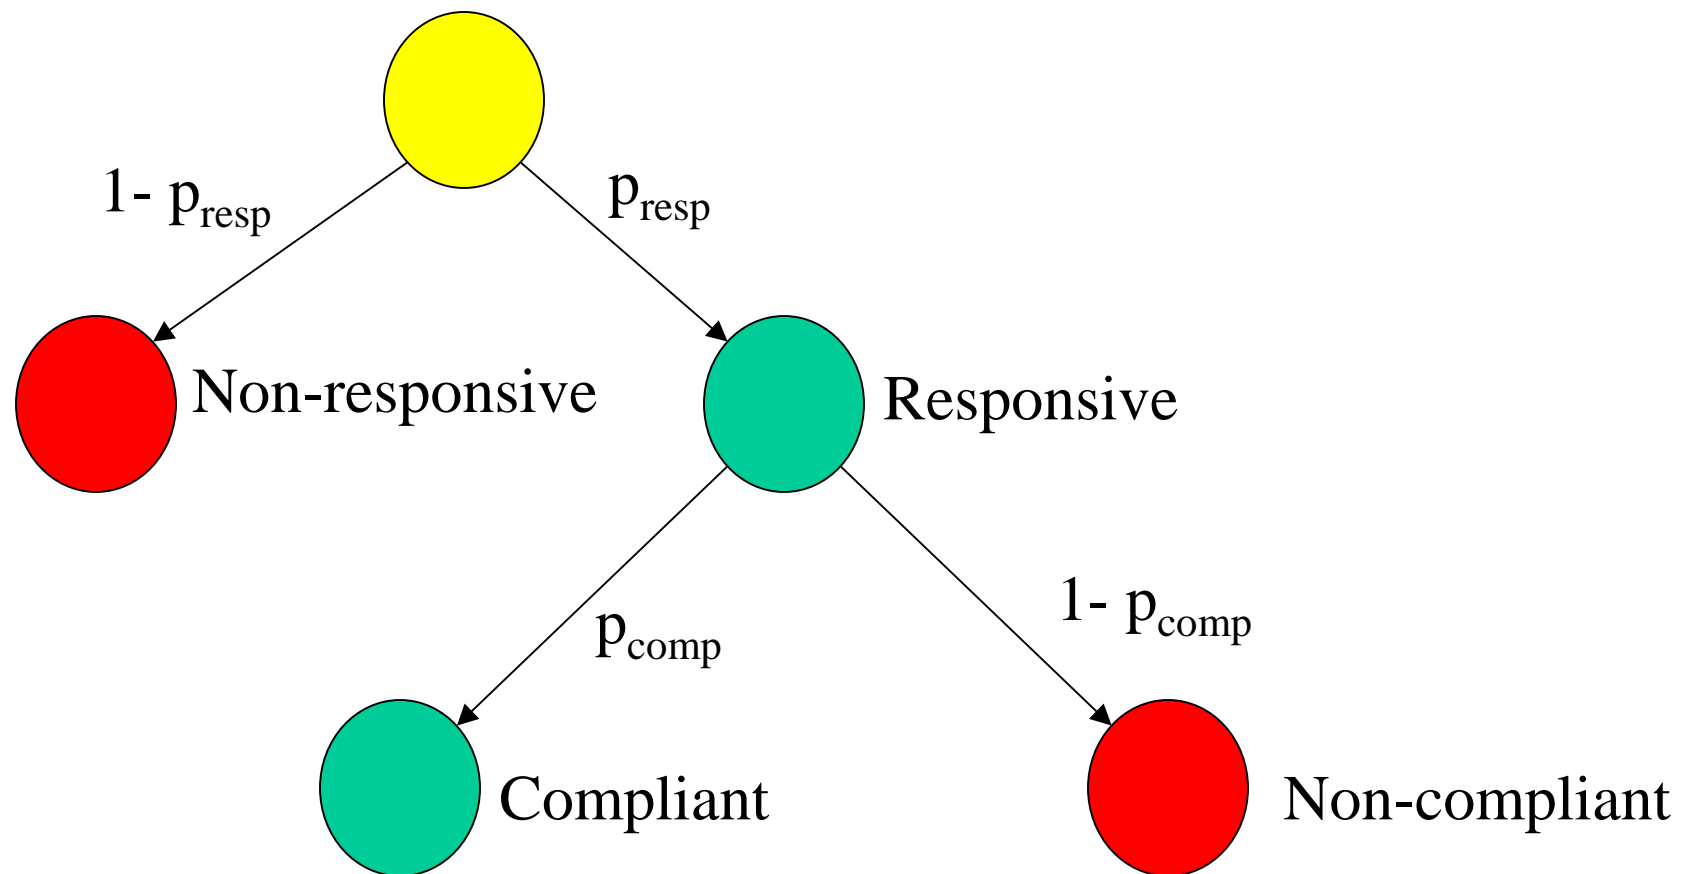 1- p_resp
p_resp
Non-responsive
Responsive
p_comp
1- p_comp
Compliant
Non-compliant